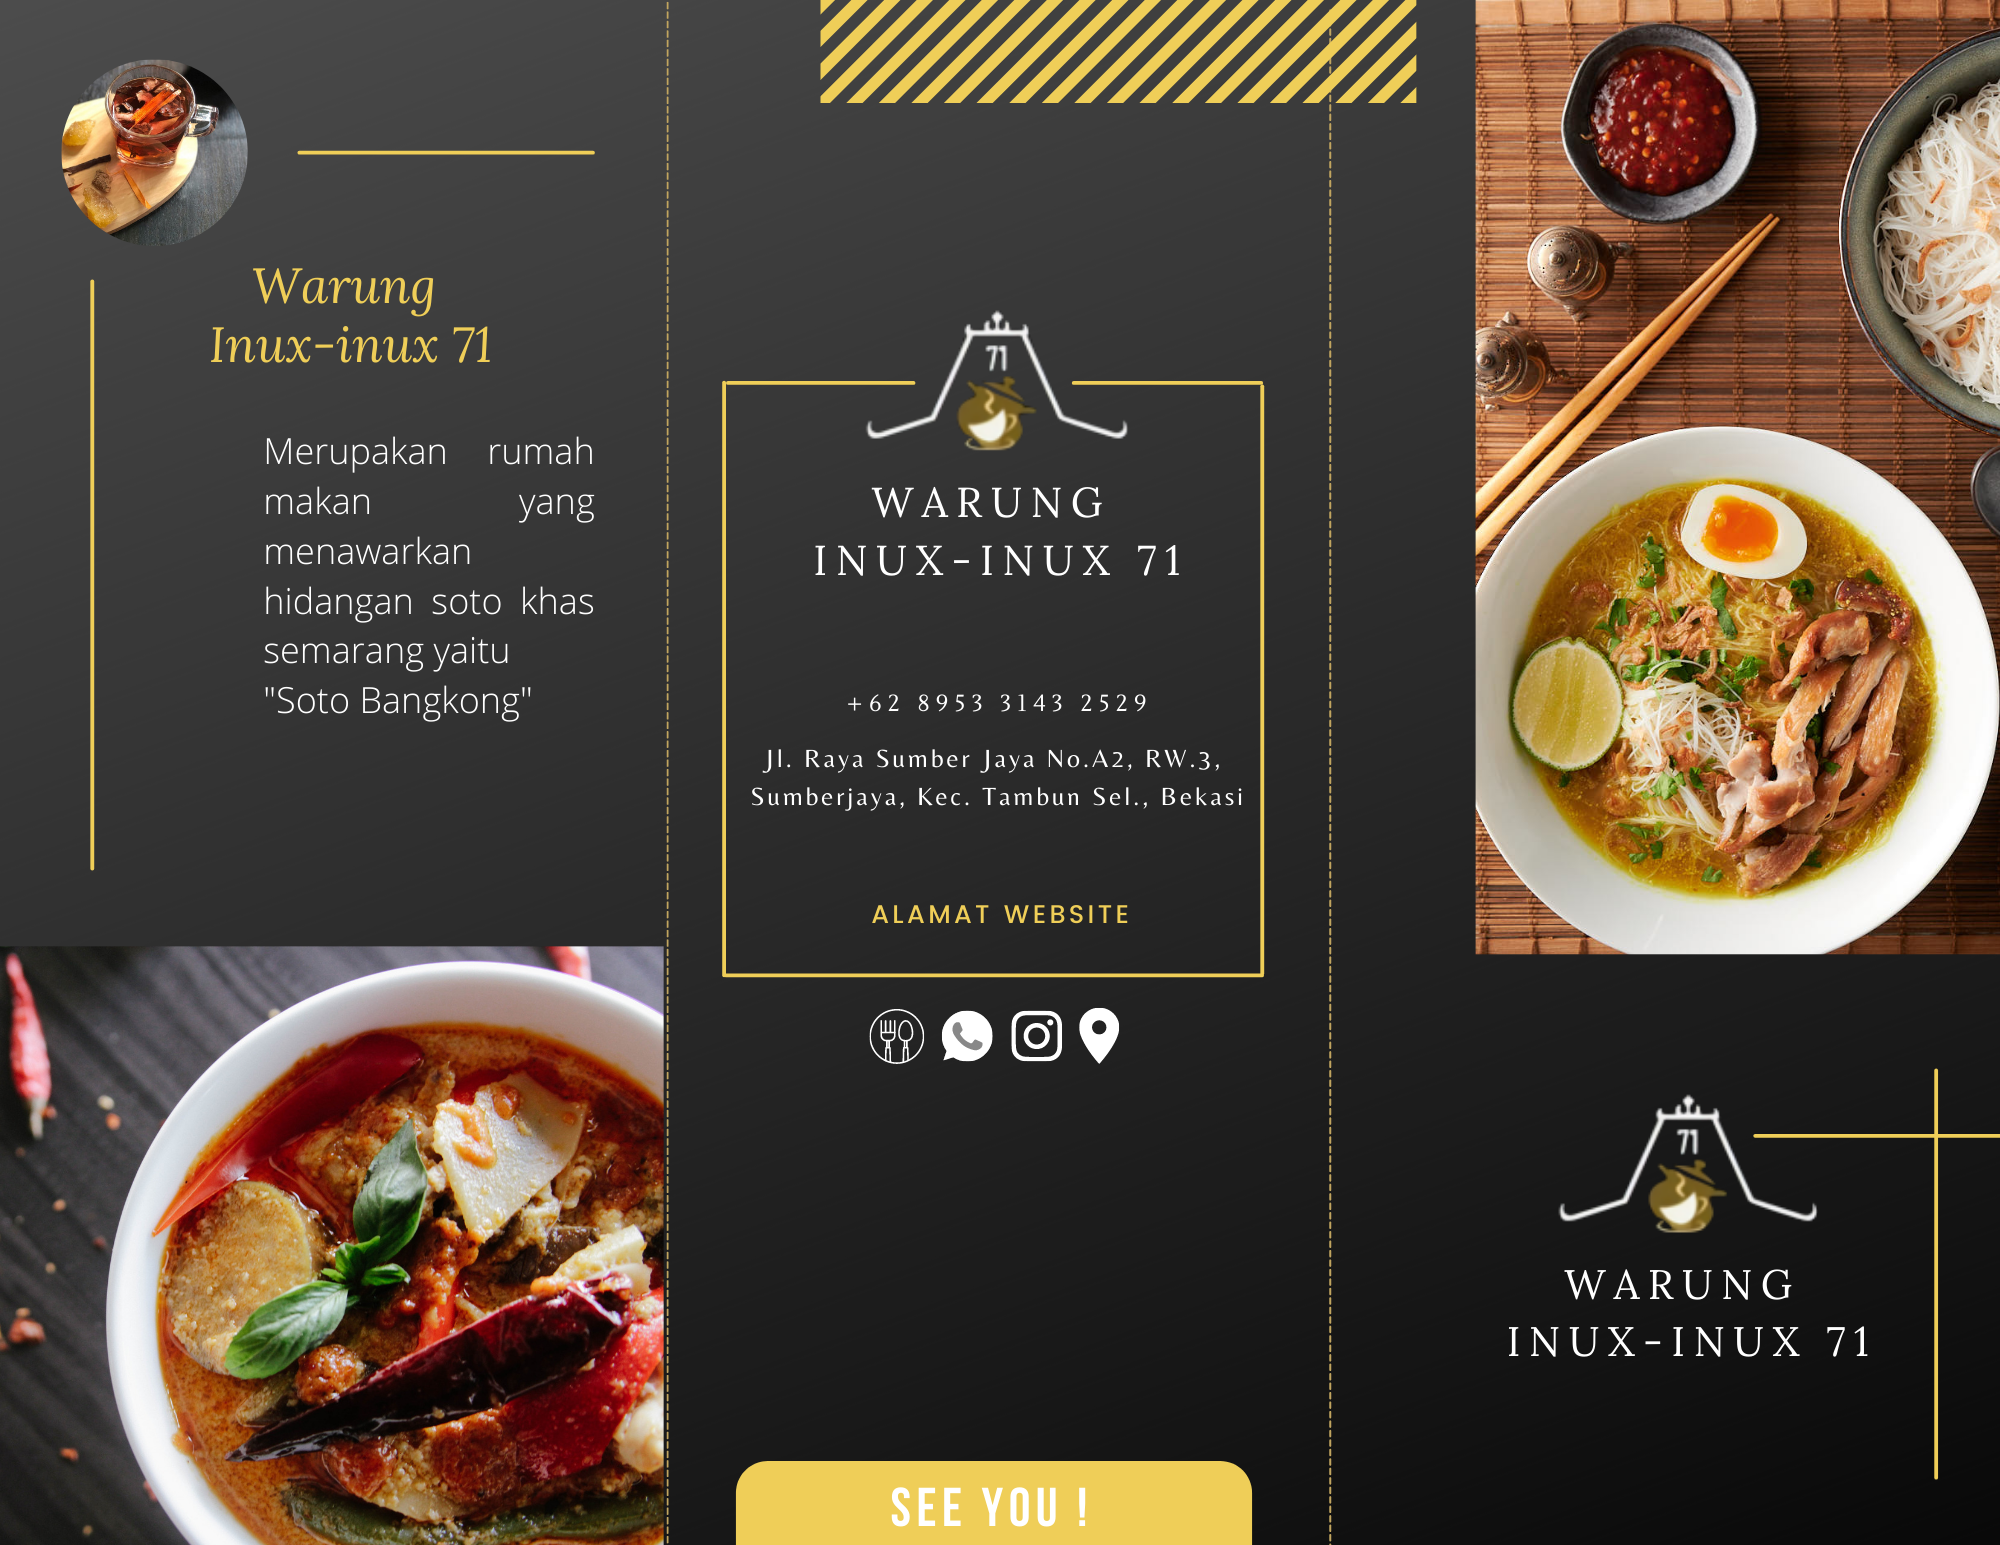 Warung
Inux-inux 71
Merupakan rumah
makan yang
menawarkan
hidangan soto khas
semarang yaitu
"Soto Bangkong"
71
WARUNG
INUX-INUX 71
+62 8953 3143 2529
Jl. Raya Sumber Jaya No.A2, RW.3,
Sumberjaya, Kec. Tambun Sel., Bekasi
ALAMAT WEBSITE
SEE YOU !
71
WARUNG
INUX-INUX 71